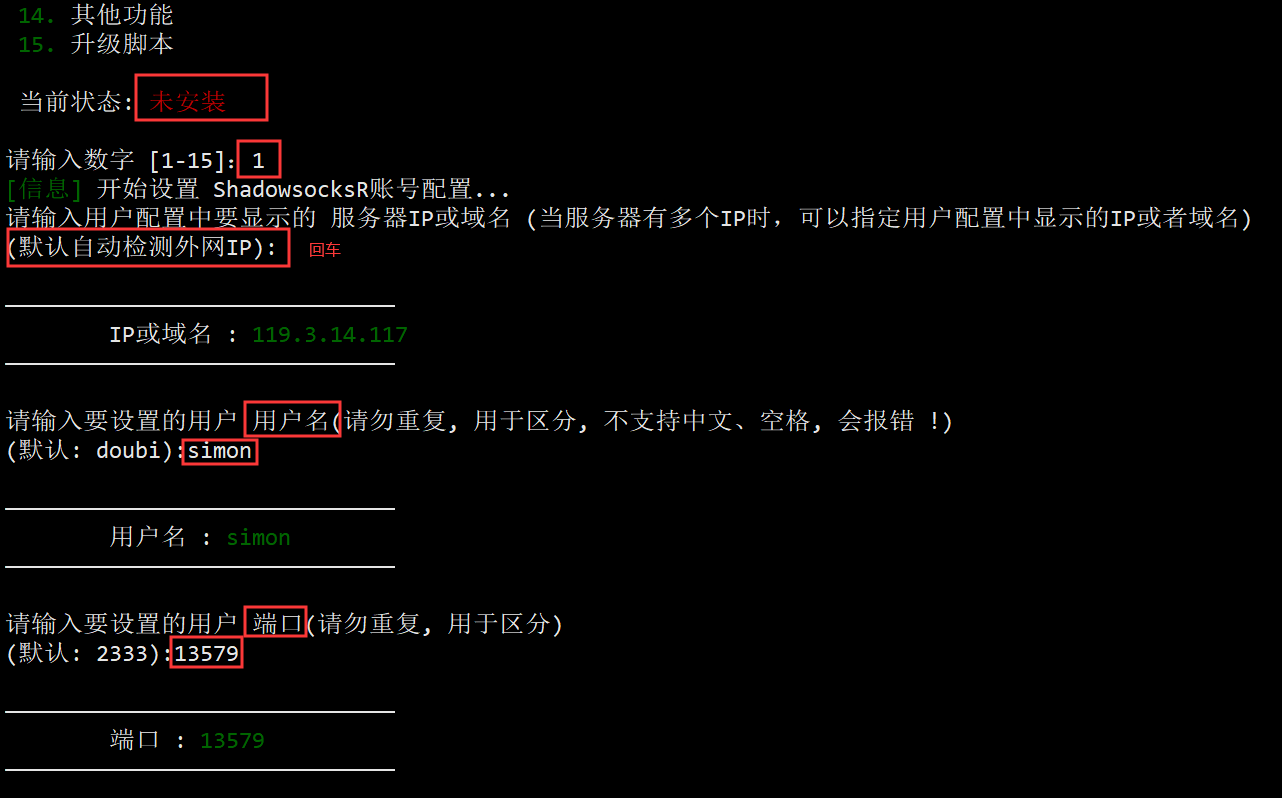 14. 其他功能
15. 升级脚本
当前状态: 未安装
请输入数字 [1-15]：1
[信息] 开始设置 ShadowsocksR账号配置...
请输入用户配置中要显示的 服务器IP或域名 (当服务器有多个IP时，可以指定用户配置中显示的IP或者域名)
(默认自动检测外网IP): 回车
IP或域名 : 119.3.14.117
请输入要设置的用户 用户名(请勿重复, 用于区分, 不支持中文、空格, 会报错 !)
(默认: doubi):simon
用户名 : simon
请输入要设置的用户 端口(请勿重复, 用于区分)
(默认: 2333):13579
端口 : 13579